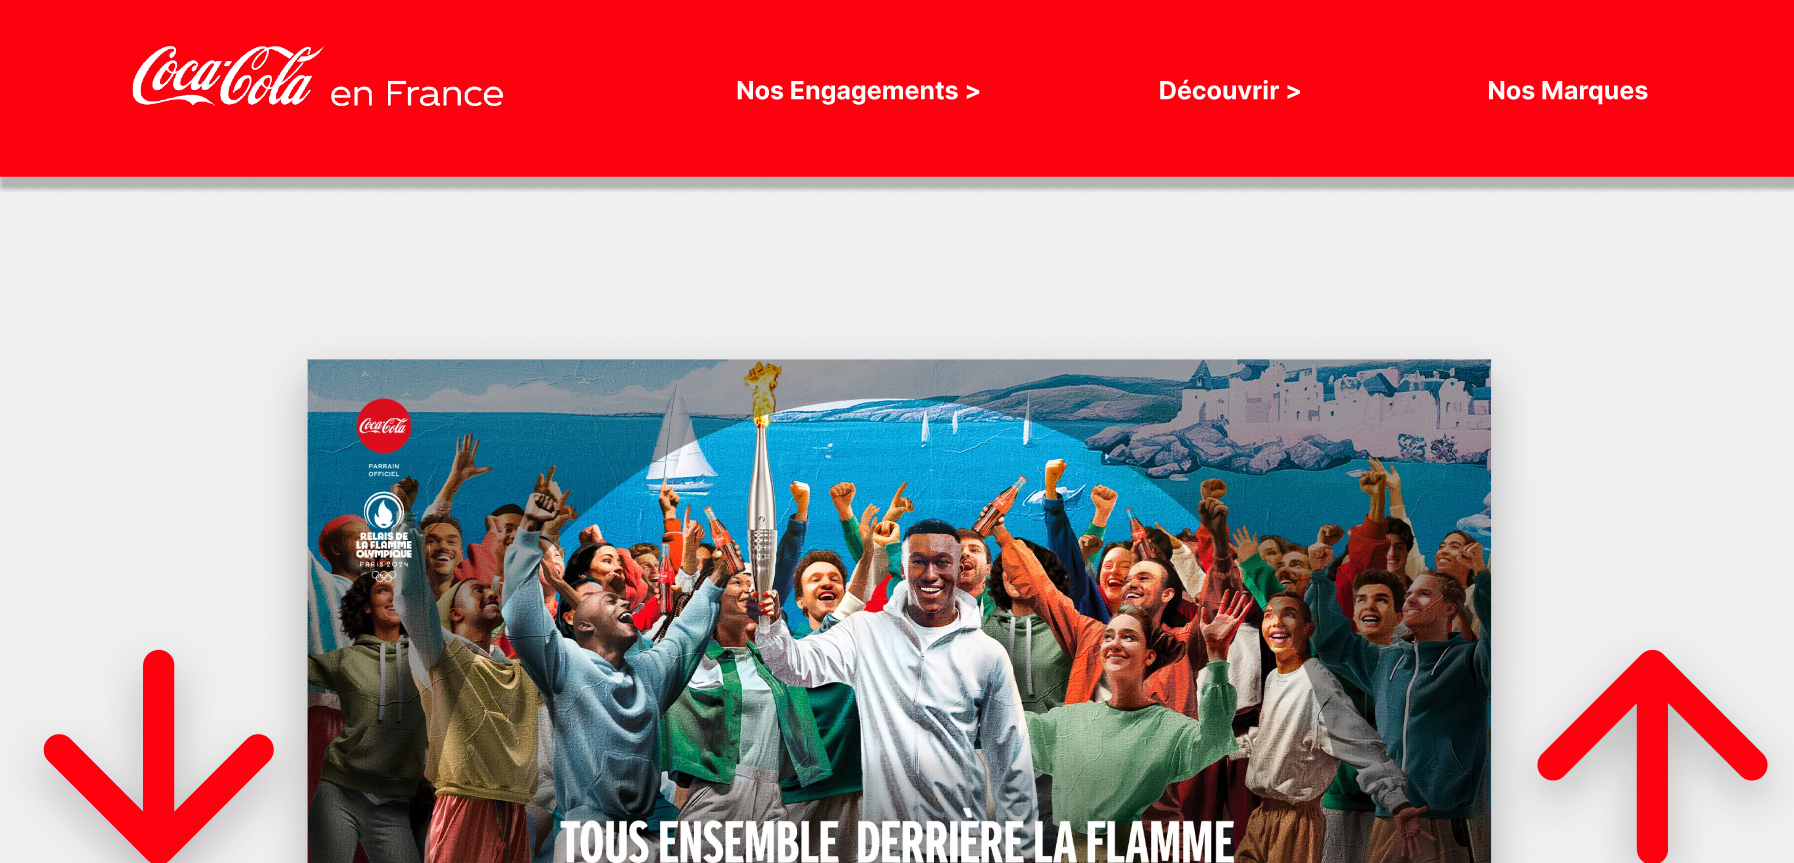 Coca-Cola en France
Nos Engagements >
Découvrir >
Nos Marques
Coca-Cola
PARRAIN
OFFICIEL
RELAIS DE
LA FLAMME
OLYMPIQUE
PARIS 2024
TOUS ENSEMBLE DERRIÈRE LA FLAMME